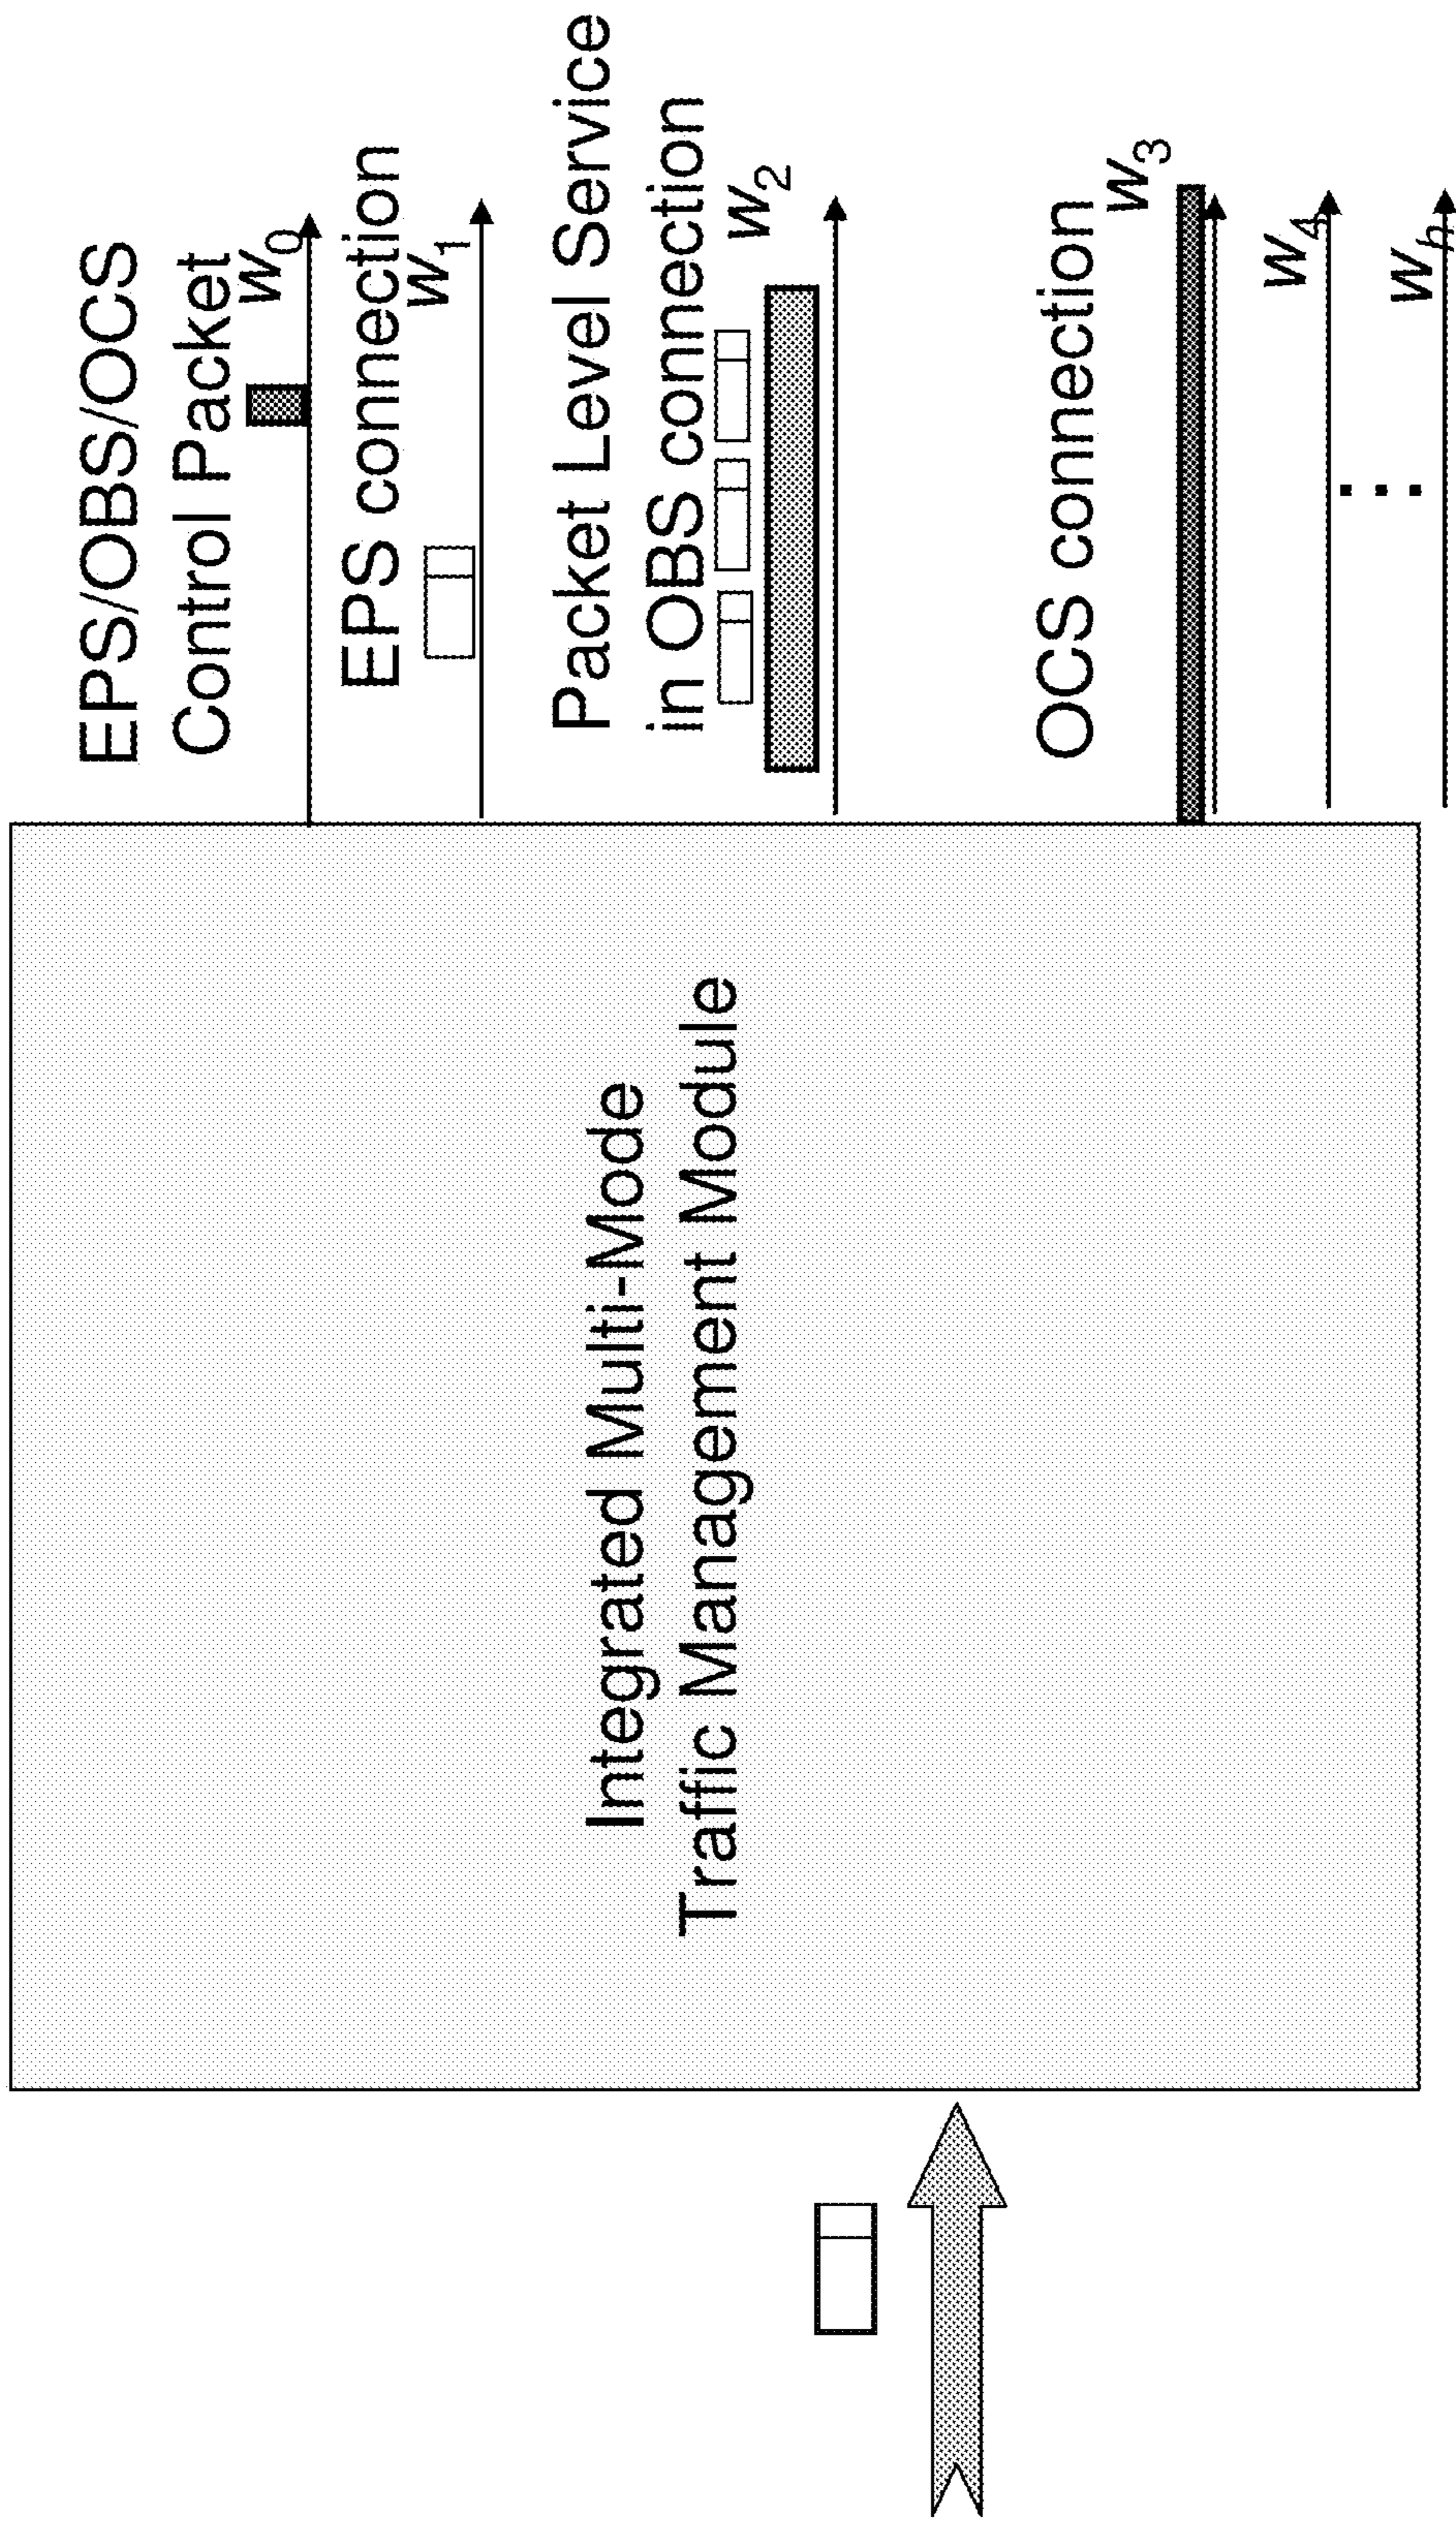 EPS/OBS/OCS
Control Packet
w0
EPS connection
w1
Packet Level Service
in OBS connection
w2
OCS connection
w3
w4
wh
Integrated Multi-Mode
Traffic Management Module